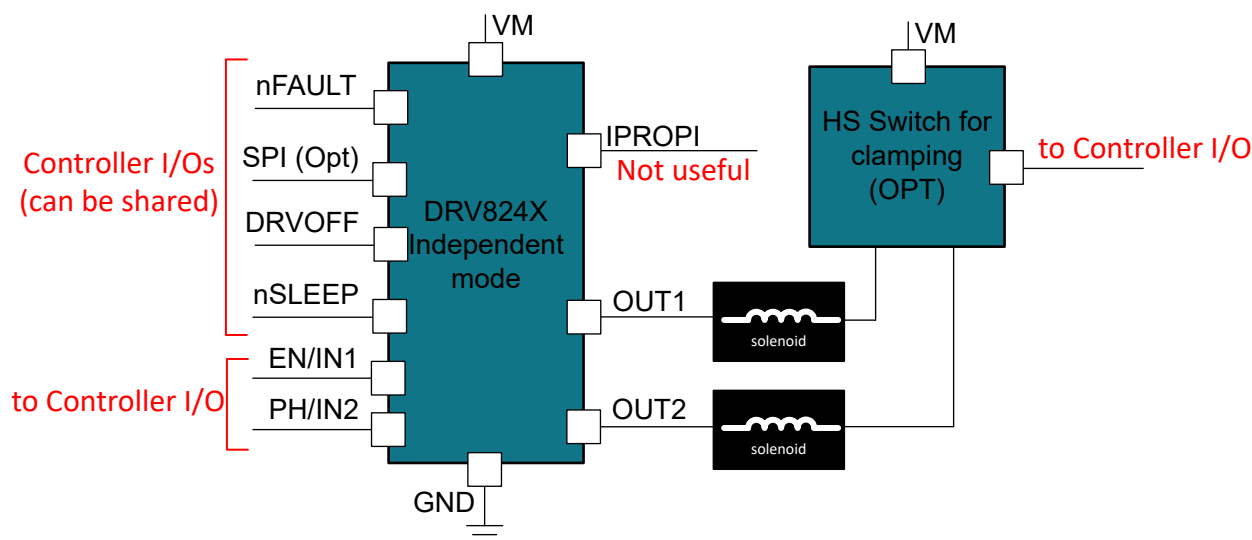 VM
nFAULT
SPI (Opt)
DRVOFF
nSLEEP
EN/IN1
PH/IN2
Controller I/Os
(can be shared)
to Controller I/O
DRV824X
Independent
mode
IPROPI
Not useful
OUT1
OUT2
GND
solenoid
solenoid
VM
HS Switch for
clamping
(OPT)
to Controller I/O